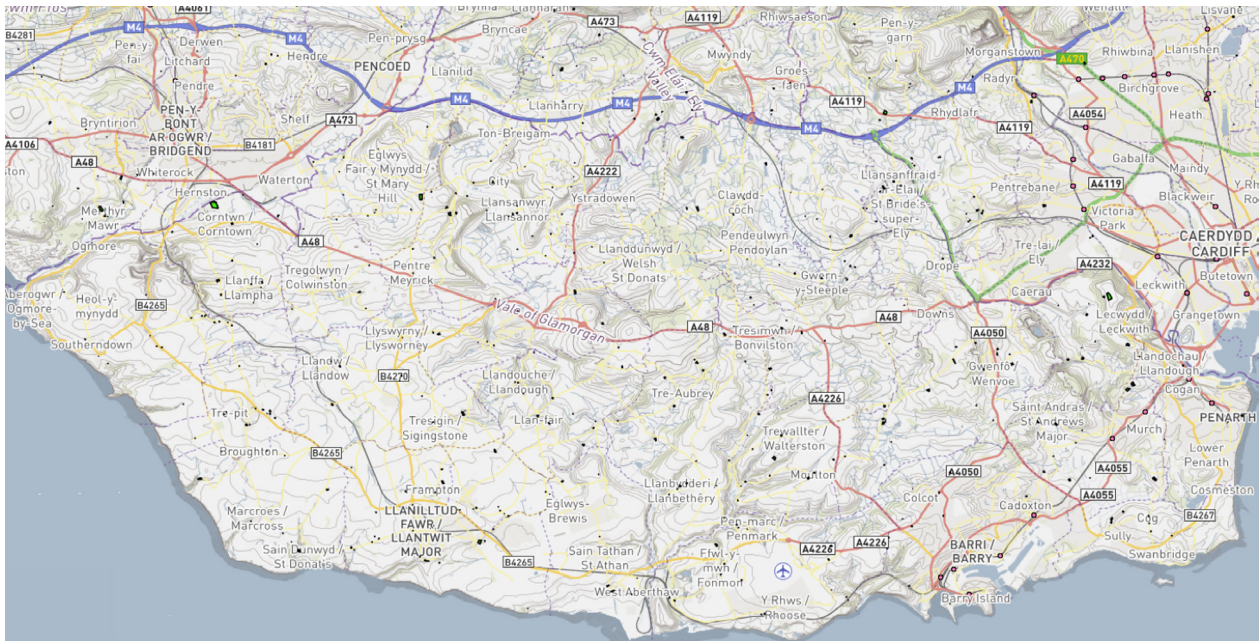 A4061
B4281
M4
Derwen
Pen-y-
fai
Litchard
Pendre
M4
Hendre
Pen-prysg
Brynna
Llanharan
Bryncae
A473
A4119
Rhiwsaeson
Pen-y-
garn
Mwyndy
Cwm Elai / Ely
Valley
Groes-
faen
Morganstown
A470
Rhiwbina
Llanishen
Lisvane
Radyr
Birchgrove
PENCOED
Llanilid
M4
Llanharry
M4
A4119
M4
Rhydlafr
A4119
A4054
Heath
PEN-Y-
BONT
AR OGWR /
BRIDGEND
Bryntirion
Shelf
A473
B4181
Ton-Breigam
M4
A4106
A48
Whiterock
Waterton
Hernston
Eglwys
Fair y Mynydd /
St Mary
Hill
City
Llansanwyr /
Llansannor
A4222
Ystradowen
Clawdd-
coch
Pendeulwyn /
Pendoylan
Llansanffraid
-ar-Elai /
St Bride's-
super-
Ely
Pentrebane
Gabalfa
Maindy
A4119
Blackweir
Victoria
Park
CAERDYDD /
CARDIFF
Tre-lai /
Ely
Merthyr
Mawr
Ogmore
Corntwn /
Corntown
A48
Llanddunwyd /
Welsh
St Donats
Gwern-
y-Steeple
Drope
A4232
Caerau
Leckwith
Butetown
Grangetown
Lecwydd /
Leckwith
Aberogwr /
Ogmore-
by-Sea
Heol-y-
mynydd
B4265
Llanffa /
Llampha
Tregolwyn /
Colwinston
Pentre
Meyrick
Vale of Glamorgan
A48
Tresimwn /
Bonvilston
A48
Downs
A4050
Southerndown
Llyswyrny /
Llysworney
Llandw /
Llandow
B4270
Llandouche /
Llandough
Tre-Aubrey
A4226
Gwenfo /
Wenvoe
Llandochau /
Llandough
Cogan
PENARTH
Tre-pit
Broughton
B4265
Tresigin /
Sigingstone
Llan-fair
Trewallter /
Walterston
Saint Andras /
St Andrews
Major
Murch
Lower
Penarth
Moulton
A4050
A4055
Frampton
Llanbydderi /
Llanbethery
Colcot
Cadoxton
A4055
Cosmeston
Marcroes /
Marcross
LLANILLTUD
FAWR /
LLANTWIT
MAJOR
Eglwys-
Brewis
Pen-marc /
Penmark
A4226
A4226
BARRI /
BARRY
Cog
Sully
B4267
Swanbridge
Sain Dunwyd /
St Donats
B4265
Sain Tathan /
St Athan
Ffwl-y-
mwn /
Fonmon
West Aberthaw
Y Rhws /
Rhoose
Barry Island